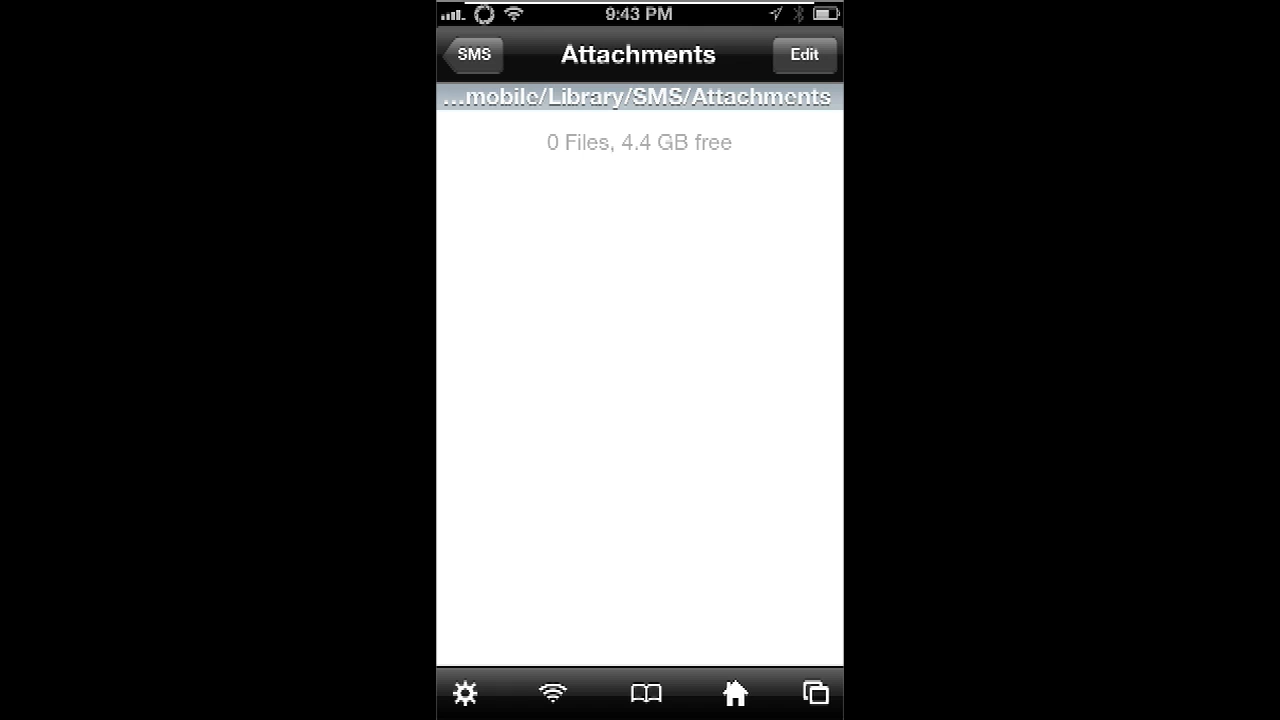 9:43 PM
SMS
Attachments
Edit
...mobile/Library/SMS/Attachments
0 Files, 4.4 GB free